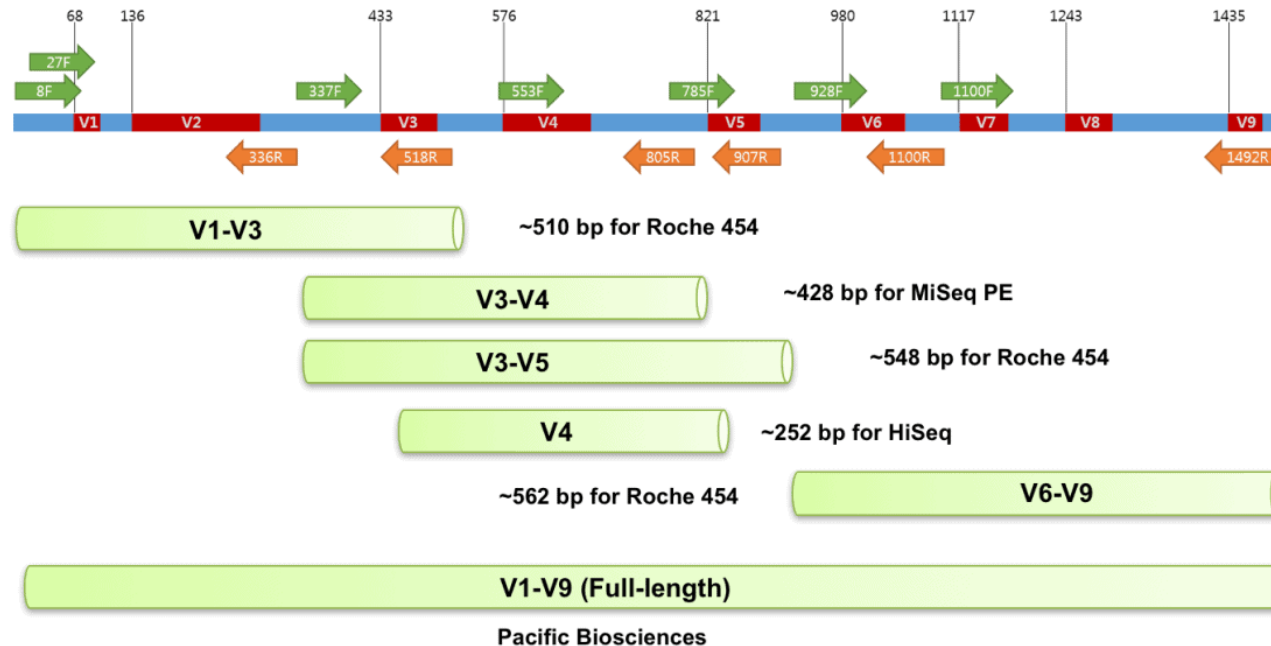 68 136 433 576 821 980 1117 1243 1435
27F
8F 337F 553F 785F 928F 1100F
V1 V2 V3 V4 V5 V6 V7 V8 V9
336R 518R 805R 907R 1100R 1492R
V1-V3 ~510 bp for Roche 454
V3-V4 ~428 bp for MiSeq PE
V3-V5 ~548 bp for Roche 454
V4 ~252 bp for HiSeq
~562 bp for Roche 454 V6-V9
V1-V9 (Full-length)
Pacific Biosciences